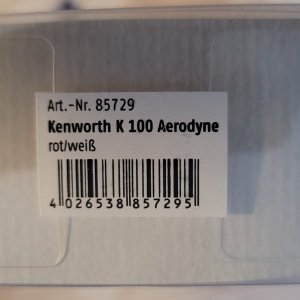 Art.-Nr. 85729
Kenworth K 100 Aerodyne
rot/weiß
4 026538 857295